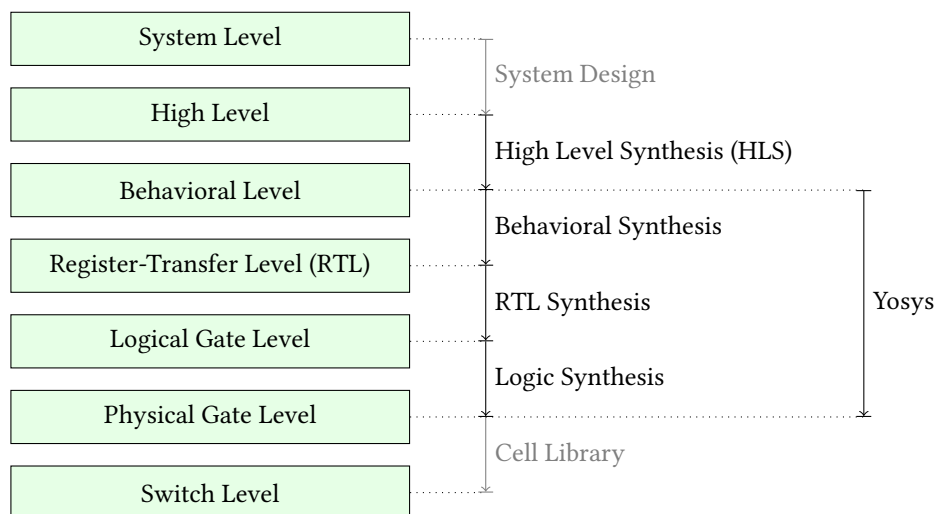 System Level
System Design
High Level
High Level Synthesis (HLS)
Behavioral Level
Behavioral Synthesis
Register-Transfer Level (RTL)
RTL Synthesis
Yosys
Logical Gate Level
Logic Synthesis
Physical Gate Level
Cell Library
Switch Level